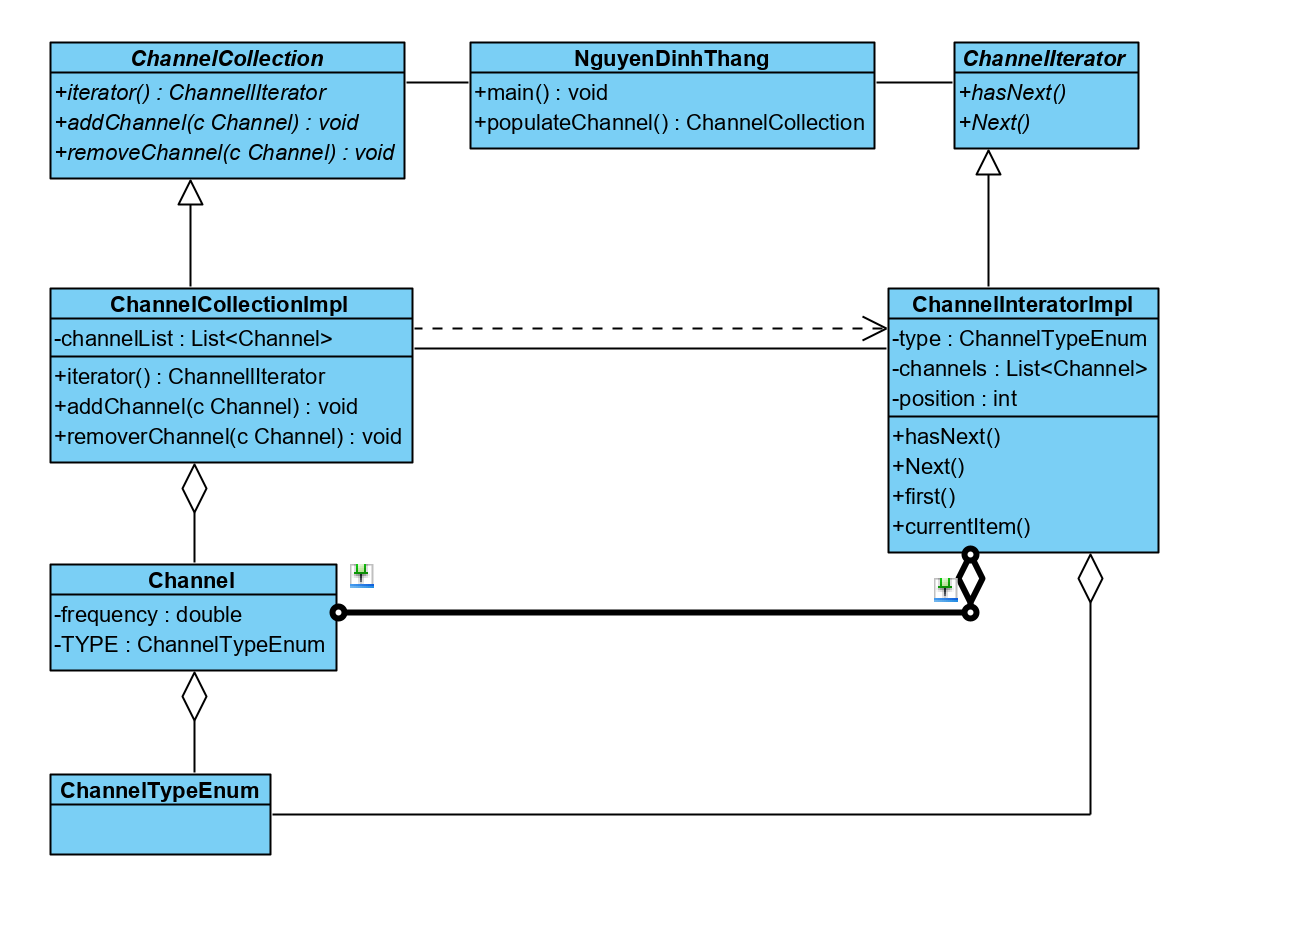 ChannelCollection
+iterator() : ChannellIterator
+addChannel(c Channel) : void
+removeChannel(c Channel) : void
NguyenDinhThang
+main() : void
+populateChannel() : ChannelCollection
ChannelIterator
+hasNext()
+Next()
ChannelCollectionImpl
-channelList : List<Channel>
+iterator() : ChannellIterator
+addChannel(c Channel) : void
+removerChannel(c Channel) : void
ChannelInteratorImpl
-type : ChannelTypeEnum
-channels : List<Channel>
-position : int
+hasNext()
+Next()
+first()
+currentItem()
Channel
-frequency : double
-TYPE : ChannelTypeEnum
ChannelTypeEnum